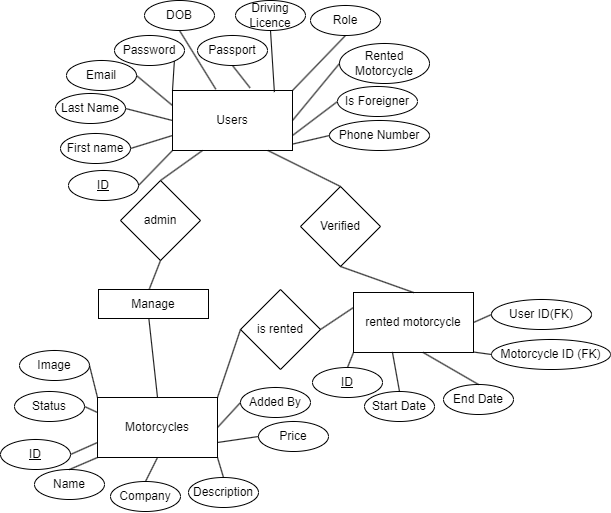 DOB
Driving
Licence
Role
Password
Passport
Rented
Motorcycle
Email
Is Foreigner
Last Name
Users
Phone Number
First name
ID
admin
Verified
Manage
is rented
rented motorcycle
User ID(FK)
Motorcycle ID (FK)
Image
ID
Start Date
End Date
Status
Added By
Motorcycles
Price
ID
Name
Company
Description